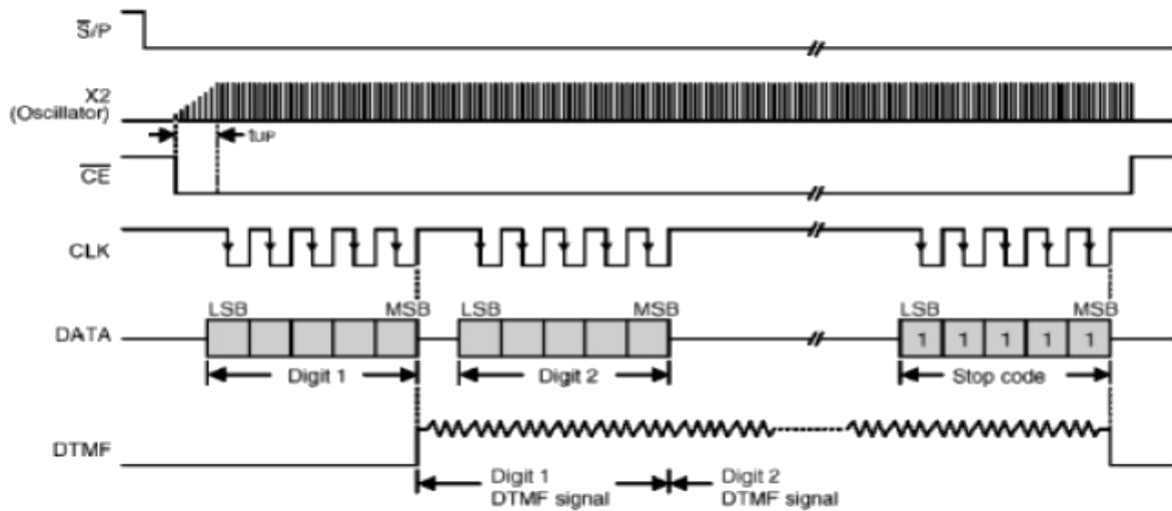 S̅/P
X2
(Oscillator)
tUP
C̅E̅
CLK
LSB MSB LSB MSB LSB MSB
DATA 1 1 1 1 1
Digit 1 Digit 2 Stop code
DTMF
Digit 1 Digit 2
DTMF signal DTMF signal